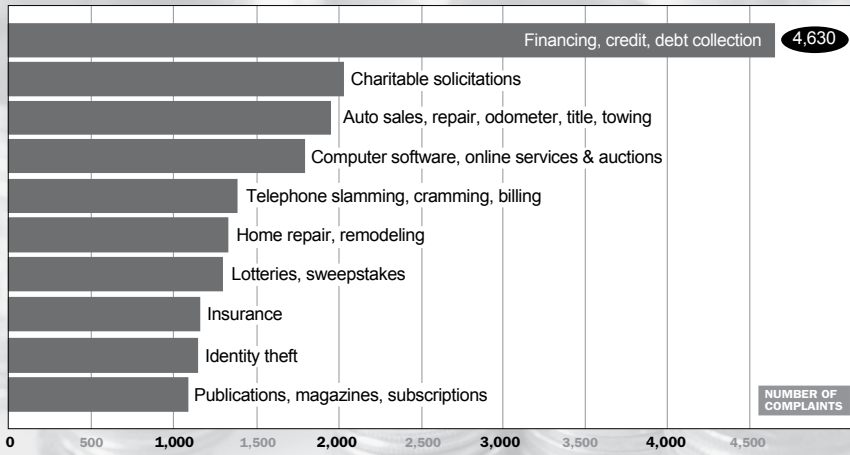 Financing, credit, debt collection 4,630
Charitable solicitations
Auto sales, repair, odometer, title, towing
Computer software, online services & auctions
Telephone slamming, cramming, billing
Home repair, remodeling
Lotteries, sweepstakes
Insurance
Identity theft
Publications, magazines, subscriptions
NUMBER OF
COMPLAINTS
0 500 1,000 1,500 2,000 2,500 3,000 3,500 4,000 4,500